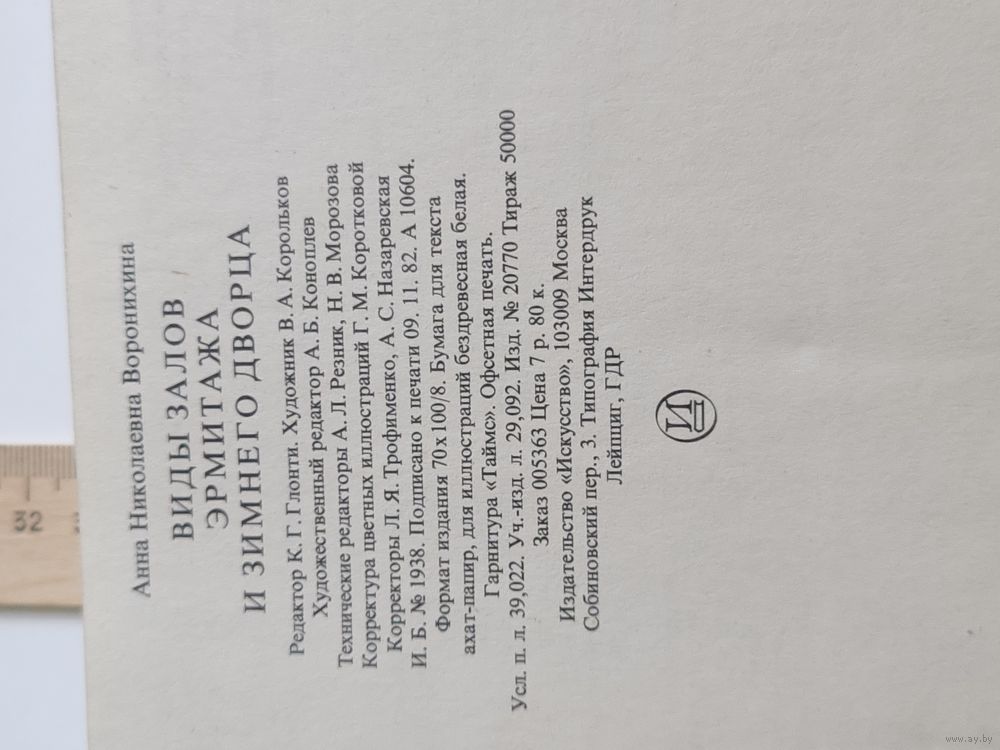 Анна Николаевна Воронихина
ВИДЫ ЗАЛОВ
ЭРМИТАЖА
И ЗИМНЕГО ДВОРЦА
Редактор К. Г. Глонти. Художник В. А. Корольков
Художественный редактор А. Б. Коноплев
Технические редакторы А. Л. Резник, Н. В. Морозова
Корректура цветных иллюстраций Г. М. Коротковой
Корректоры Л. Я. Трофименко, А. С. Назаревская
И. Б. № 1938. Подписано к печати 09. 11. 82. А 10604.
Формат издания 70x100/8. Бумага для текста
ахат-папир, для иллюстраций бездревесная белая.
Гарнитура «Таймс». Офсетная печать.
Усл. п. л. 39,022. Уч.-изд. л. 29,092. Изд. № 20770 Тираж 50000
Заказ 005363 Цена 7 р. 80 к.
Издательство «Искусство», 103009 Москва
Собиновский пер., 3. Типография Интердрук
Лейпциг, ГДР
И
32
www.ay.by